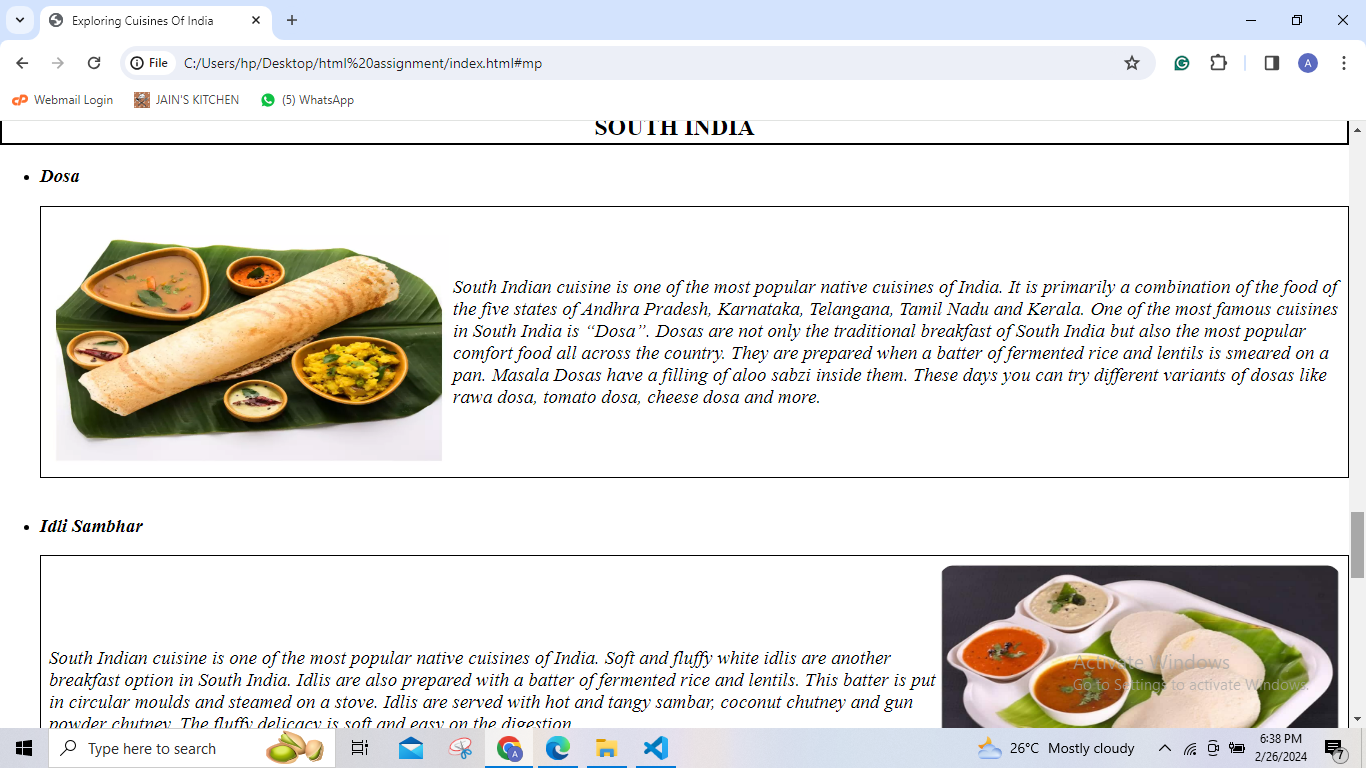 Exploring Cuisines Of India
File C:/Users/hp/Desktop/html%20assignment/index.html#mp
A
Webmail Login JAIN'S KITCHEN (5) WhatsApp
SOUTH INDIA
Dosa
South Indian cuisine is one of the most popular native cuisines of India. It is primarily a combination of the food of
the five states of Andhra Pradesh, Karnataka, Telangana, Tamil Nadu and Kerala. One of the most famous cuisines
in South India is “Dosa”. Dosas are not only the traditional breakfast of South India but also the most popular
comfort food all across the country. They are prepared when a batter of fermented rice and lentils is smeared on a
pan. Masala Dosas have a filling of aloo sabzi inside them. These days you can try different variants of dosas like
rawa dosa, tomato dosa, cheese dosa and more.
Idli Sambhar
South Indian cuisine is one of the most popular native cuisines of India. Soft and fluffy white idlis are another
breakfast option in South India. Idlis are also prepared with a batter of fermented rice and lentils. This batter is put
in circular moulds and steamed on a stove. Idlis are served with hot and tangy sambar, coconut chutney and gun
powder chutney. The fluffy delicacy is soft and easy on the digestion.
Activate Windows
Go to Settings to activate Windows.
Type here to search
A
26°C Mostly cloudy
6:38 PM
2/26/2024
7